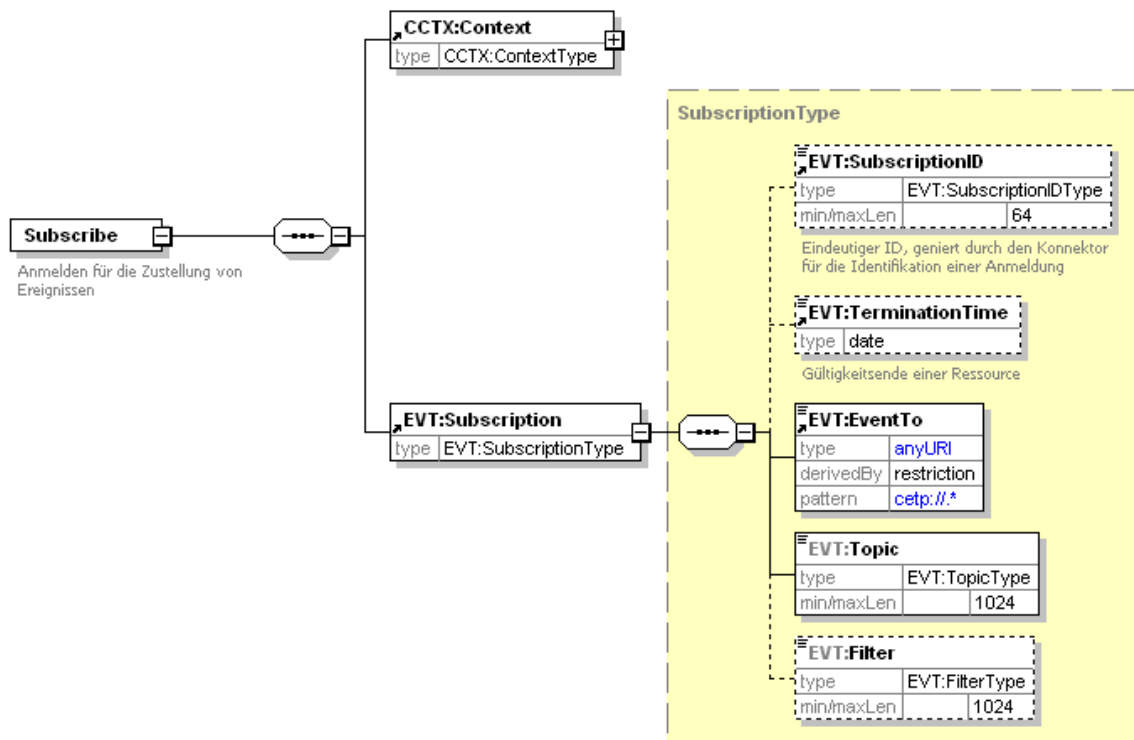 CCTX:Context
type CCTX:ContextType
SubscriptionType
EVT:SubscriptionID
type EVT:SubscriptionIDType
min/maxLen 64
Eindeutiger ID, geniert durch den Konnektor
für die Identifikation einer Anmeldung
Subscribe
Anmelden für die Zustellung von
Ereignissen
EVT:TerminationTime
type date
Gültigkeitsende einer Ressource
EVT:Subscription
type EVT:SubscriptionType
EVT:EventTo
type anyURI
derivedBy restriction
pattern cetp://.*
EVT:Topic
type EVT:TopicType
min/maxLen 1024
EVT:Filter
type EVT:FilterType
min/maxLen 1024